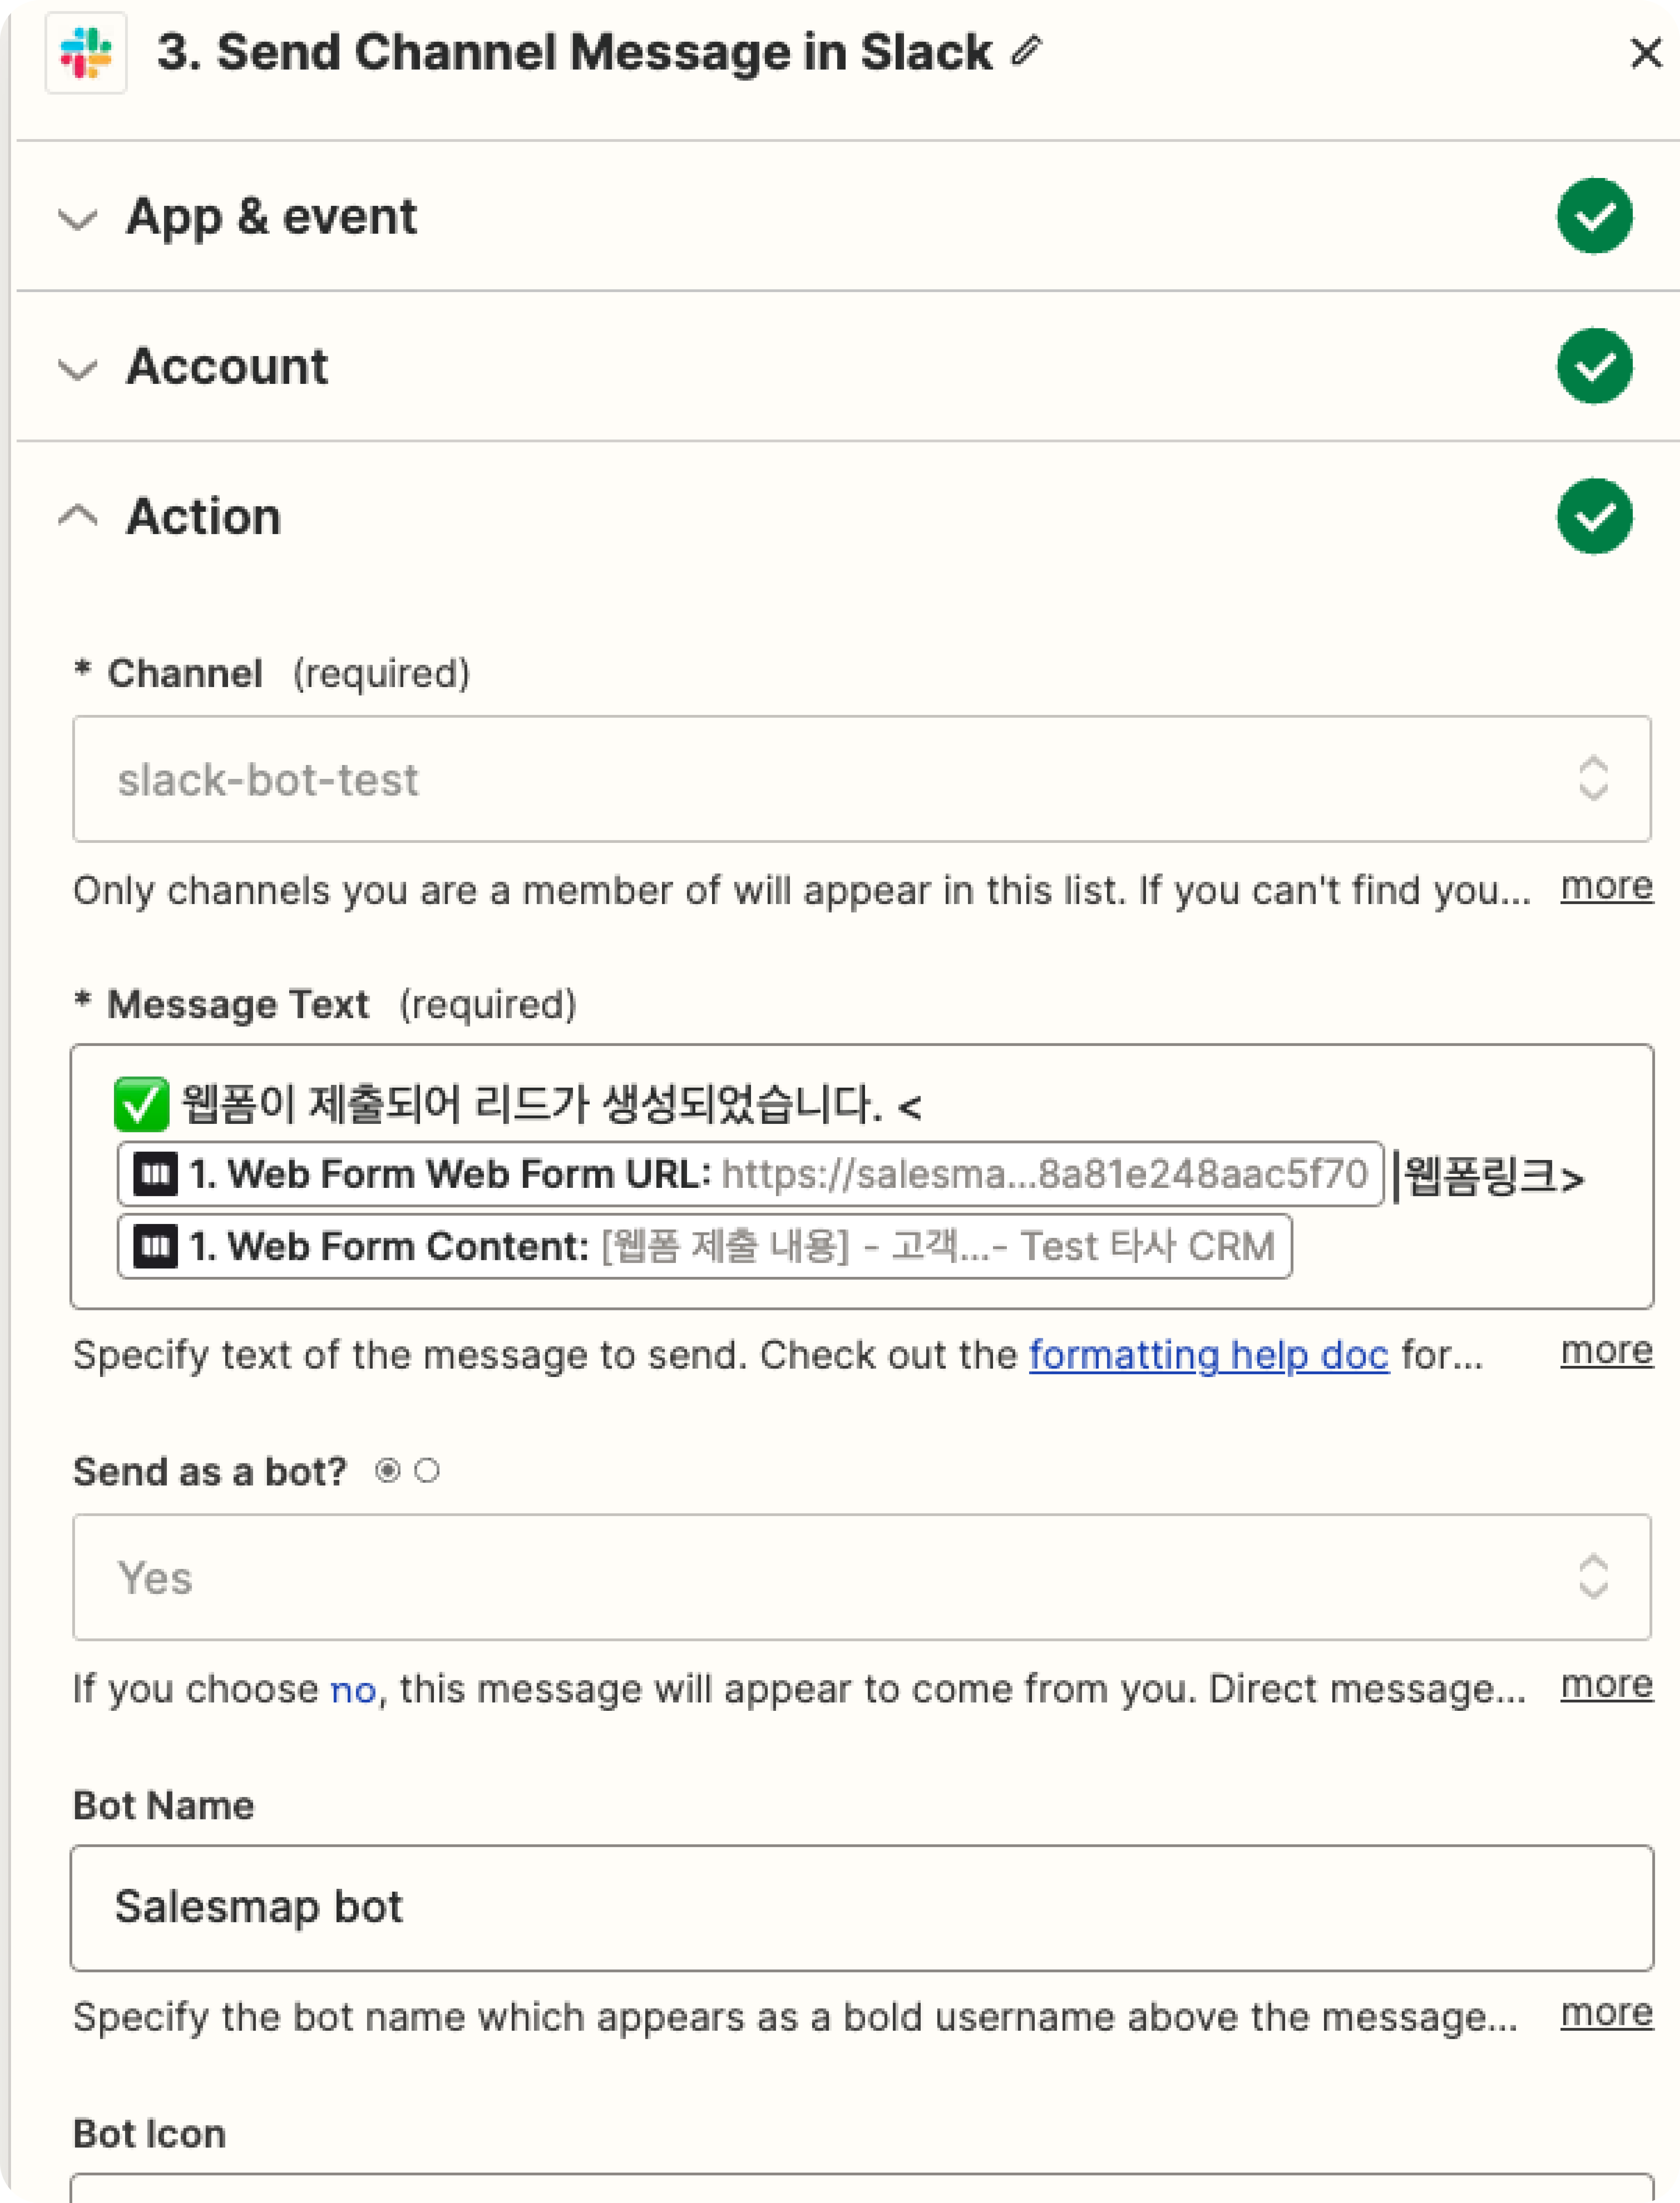 3. Send Channel Message in Slack
App & event
Account
Action
* Channel (required)
slack-bot-test
Only channels you are a member of will appear in this list. If you can't find you... more
* Message Text (required)
✅ 웹폼이 제출되어 리드가 생성되었습니다. <
1. Web Form Web Form URL: https://salesma...8a81e248aac5f70 |웹폼링크>
1. Web Form Content: [웹폼 제출 내용] - 고객...- Test 타사 CRM
Specify text of the message to send. Check out the formatting help doc for... more
Send as a bot?
Yes
If you choose no, this message will appear to come from you. Direct message... more
Bot Name
Salesmap bot
Specify the bot name which appears as a bold username above the message... more
Bot Icon